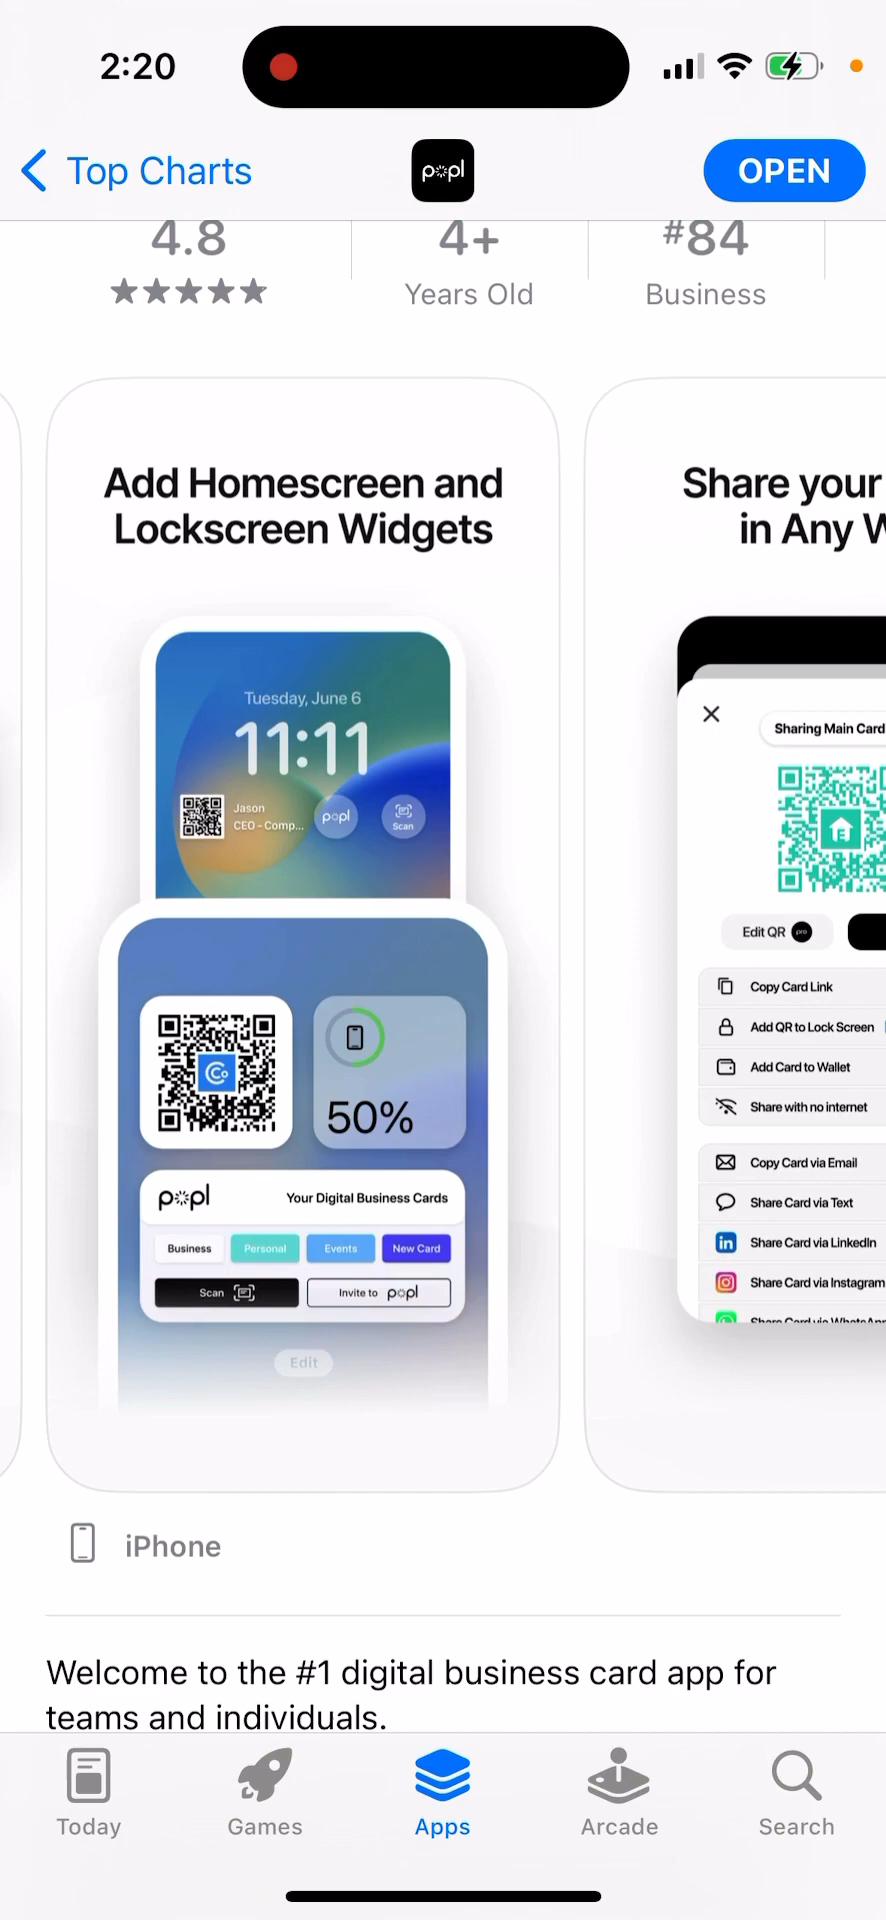 2:20
Top Charts
popl
OPEN
4.8
4+
#84
Years Old
Business
Add Homescreen and
Lockscreen Widgets
Tuesday, June 6
11:11
Jason
CEO - Comp...
popl
Scan
50%
popl
Your Digital Business Cards
Business
Personal
Events
New Card
Scan
Invite to popl
Edit
Share your
in Any W
Sharing Main Card
Edit QR
pro
Copy Card Link
Add QR to Lock Screen
Add Card to Wallet
Share with no internet
Copy Card via Email
Share Card via Text
in
Share Card via LinkedIn
Share Card via Instagram
Share Card via WhatsApp
iPhone
Welcome to the #1 digital business card app for
teams and individuals.
Today
Games
Apps
Arcade
Search